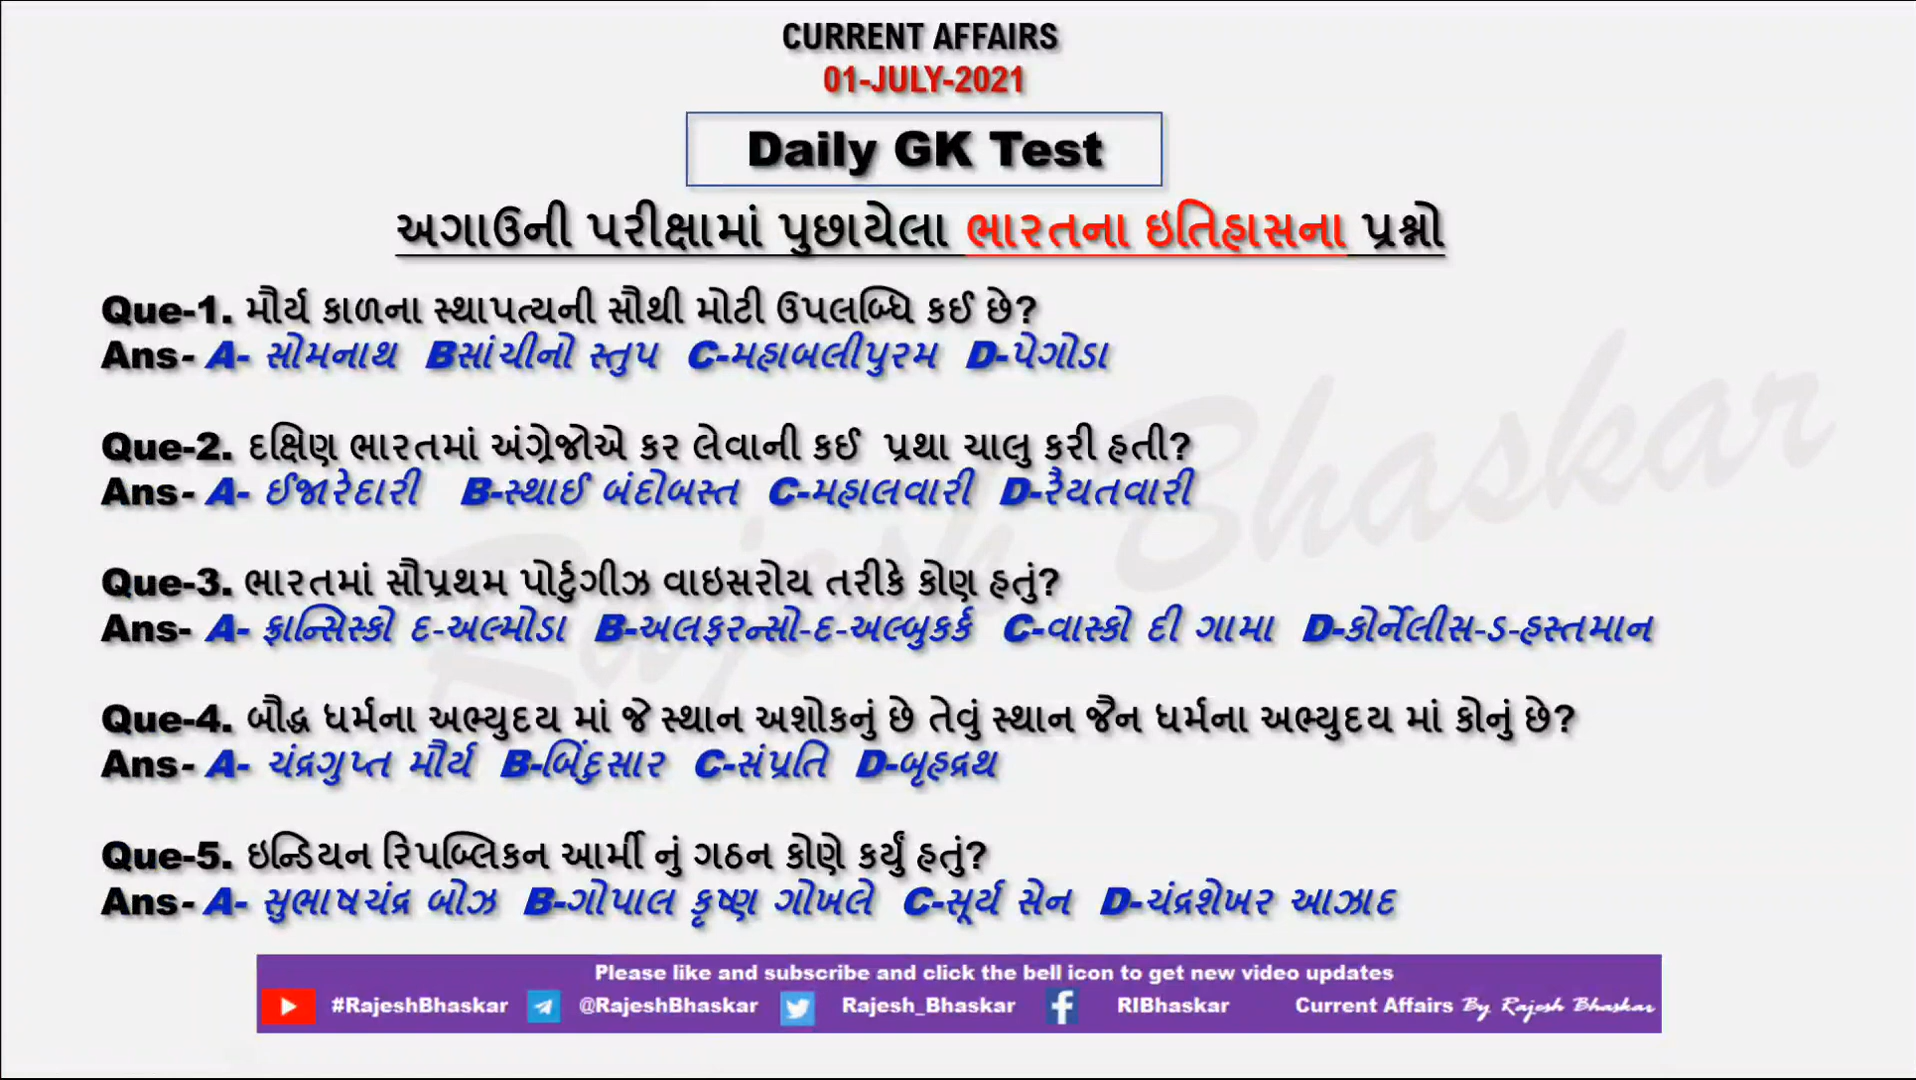 CURRENT AFFAIRS
01-JULY-2021
Daily GK Test
અગાઉની પરીક્ષામાં પુછાયેલા ભારતના ઇતિહાસના પ્રશ્નો
Que-1. મૌર્ય કાળના સ્થાપત્યની સૌથી મોટી ઉપલબ્ધિ કઈ છે?
Ans- A- સોમનાથ Bસાંચીનો સ્તુપ C-મહાબલીપુરમ D-પેગોડા
Que-2. દક્ષિણ ભારતમાં અંગ્રેજોએ કર લેવાની કઈ પ્રથા ચાલુ કરી હતી?
Ans- A- ઈજારેદારી B-સ્થાઈ બંદોબસ્ત C-મહાલવારી D-રૈયતવારી
Que-3. ભારતમાં સૌપ્રથમ પોર્ટુગીઝ વાઇસરોય તરીકે કોણ હતું?
Ans- A- ફ્રાન્સિસ્કો દ-અલ્મોડા B-અલફરન્સો-દ-અલ્બુકર્ક C-વાસ્કો દી ગામા D-કોર્નેલીસ-ડ-હસ્તમાન
Que-4. બૌદ્ધ ધર્મના અભ્યુદય માં જે સ્થાન અશોકનું છે તેવું સ્થાન જૈન ધર્મના અભ્યુદય માં કોનું છે?
Ans- A- ચંદ્રગુપ્ત મૌર્ય B-બિંદુસાર C-સંપ્રતિ D-બૃહદ્રથ
Que-5. ઇન્ડિયન રિપબ્લિકન આર્મી નું ગઠન કોણે કર્યું હતું?
Ans- A- સુભાષચંદ્ર બોઝ B-ગોપાલ કૃષ્ણ ગોખલે C-સૂર્ય સેન D-ચંદ્રશેખર આઝાદ
Rajesh Bhaskar
Please like and subscribe and click the bell icon to get new video updates
#RajeshBhaskar @RajeshBhaskar Rajesh_Bhaskar RIBhaskar Current Affairs By Rajesh Bhaskar